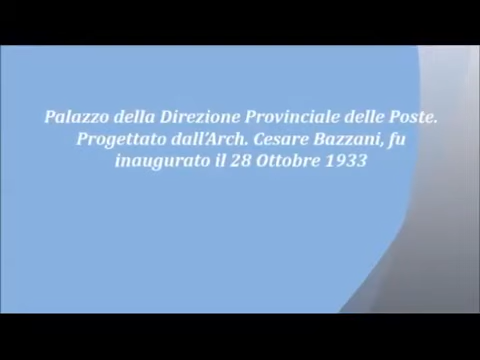 Palazzo della Direzione Provinciale delle Poste.
Progettato dall'Arch. Cesare Bazzani, fu
inaugurato il 28 Ottobre 1933